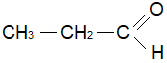 O
CH₃ — CH₂ — C
H